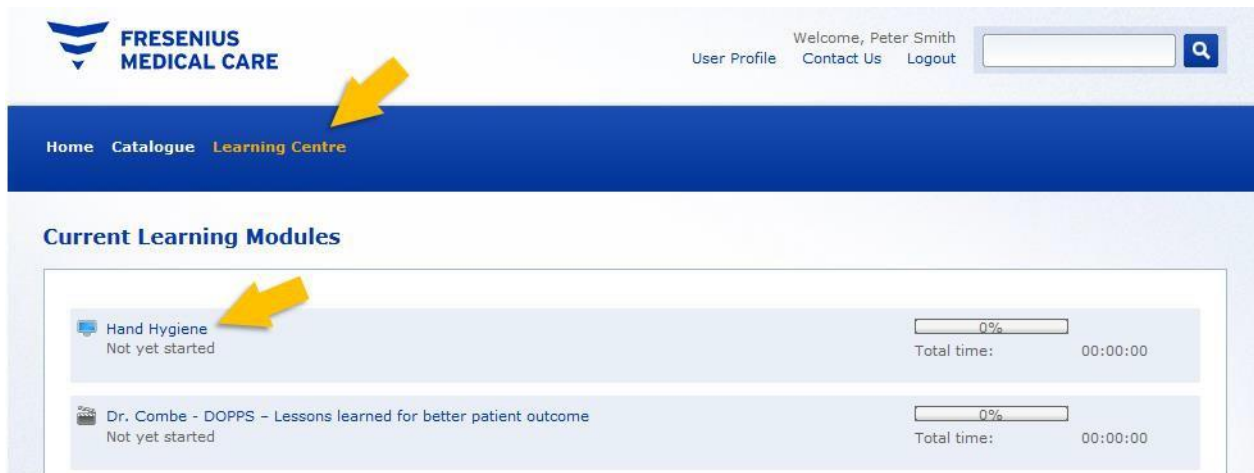 FRESENIUS
MEDICAL CARE
Welcome, Peter Smith
User Profile Contact Us Logout
Home Catalogue Learning Centre
Current Learning Modules
Hand Hygiene
Not yet started
0%
Total time: 00:00:00
Dr. Combe - DOPPS – Lessons learned for better patient outcome
Not yet started
0%
Total time: 00:00:00